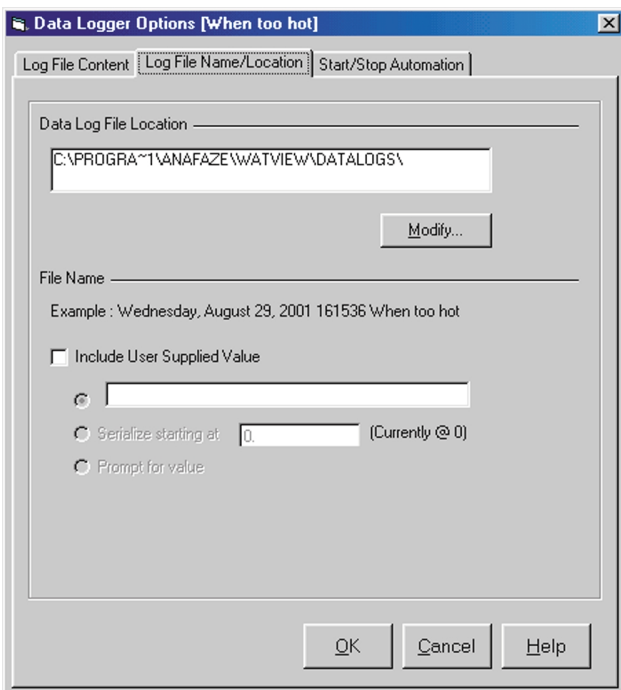 Data Logger Options [When too hot]
Log File Content
Log File Name/Location
Start/Stop Automation
Data Log File Location
C:\PROGRA~1\ANAFAZE\WATVIEW\DATALOGS\
Modify...
File Name
Example : Wednesday, August 29, 2001 161536 When too hot
Include User Supplied Value
Serialize starting at 0. (Currently @ 0)
Prompt for value
OK Cancel Help